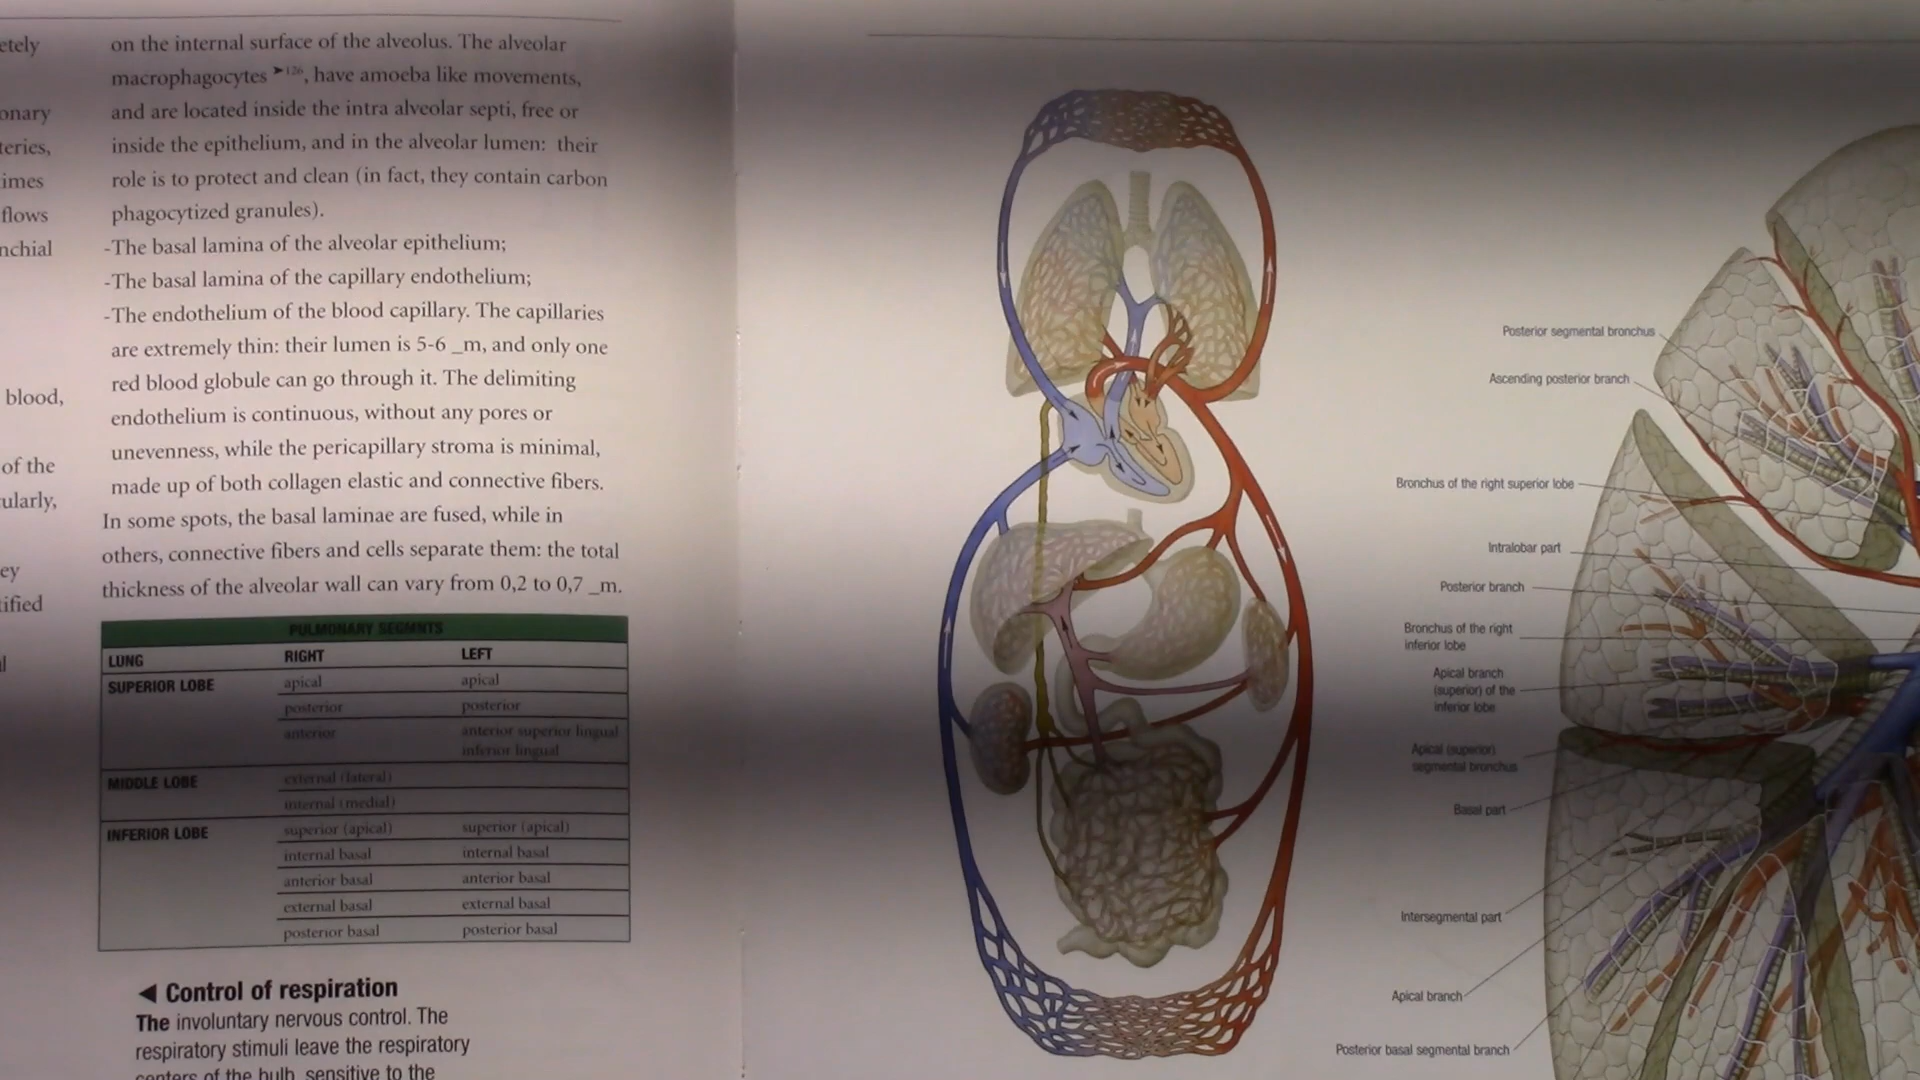 etely
onary
teries,
imes
flows
nchial
blood,
of the
ularly,
ey
tified
on the internal surface of the alveolus. The alveolar
macrophagocytes ➤126, have amoeba like movements,
and are located inside the intra alveolar septi, free or
inside the epithelium, and in the alveolar lumen: their
role is to protect and clean (in fact, they contain carbon
phagocytized granules).
-The basal lamina of the alveolar epithelium;
-The basal lamina of the capillary endothelium;
-The endothelium of the blood capillary. The capillaries
are extremely thin: their lumen is 5-6 _m, and only one
red blood globule can go through it. The delimiting
endothelium is continuous, without any pores or
unevenness, while the pericapillary stroma is minimal,
made up of both collagen elastic and connective fibers.
In some spots, the basal laminae are fused, while in
others, connective fibers and cells separate them: the total
thickness of the alveolar wall can vary from 0,2 to 0,7 _m.
PULMONARY SEGMNTS
LUNG RIGHT LEFT
SUPERIOR LOBE apical apical
posterior posterior
anterior anterior superior lingual
inferior lingual
MIDDLE LOBE external (lateral)
internal (medial)
INFERIOR LOBE superior (apical) superior (apical)
internal basal internal basal
anterior basal anterior basal
external basal external basal
posterior basal posterior basal
◀ Control of respiration
The involuntary nervous control. The
respiratory stimuli leave the respiratory
centers of the bulb, sensitive to the
Posterior segmental bronchus
Ascending posterior branch
Bronchus of the right superior lobe
Intralobar part
Posterior branch
Bronchus of the right
inferior lobe
Apical branch
(superior) of the
inferior lobe
Apical (superior)
segmental bronchus
Basal part
Intersegmental part
Apical branch
Posterior basal segmental branch